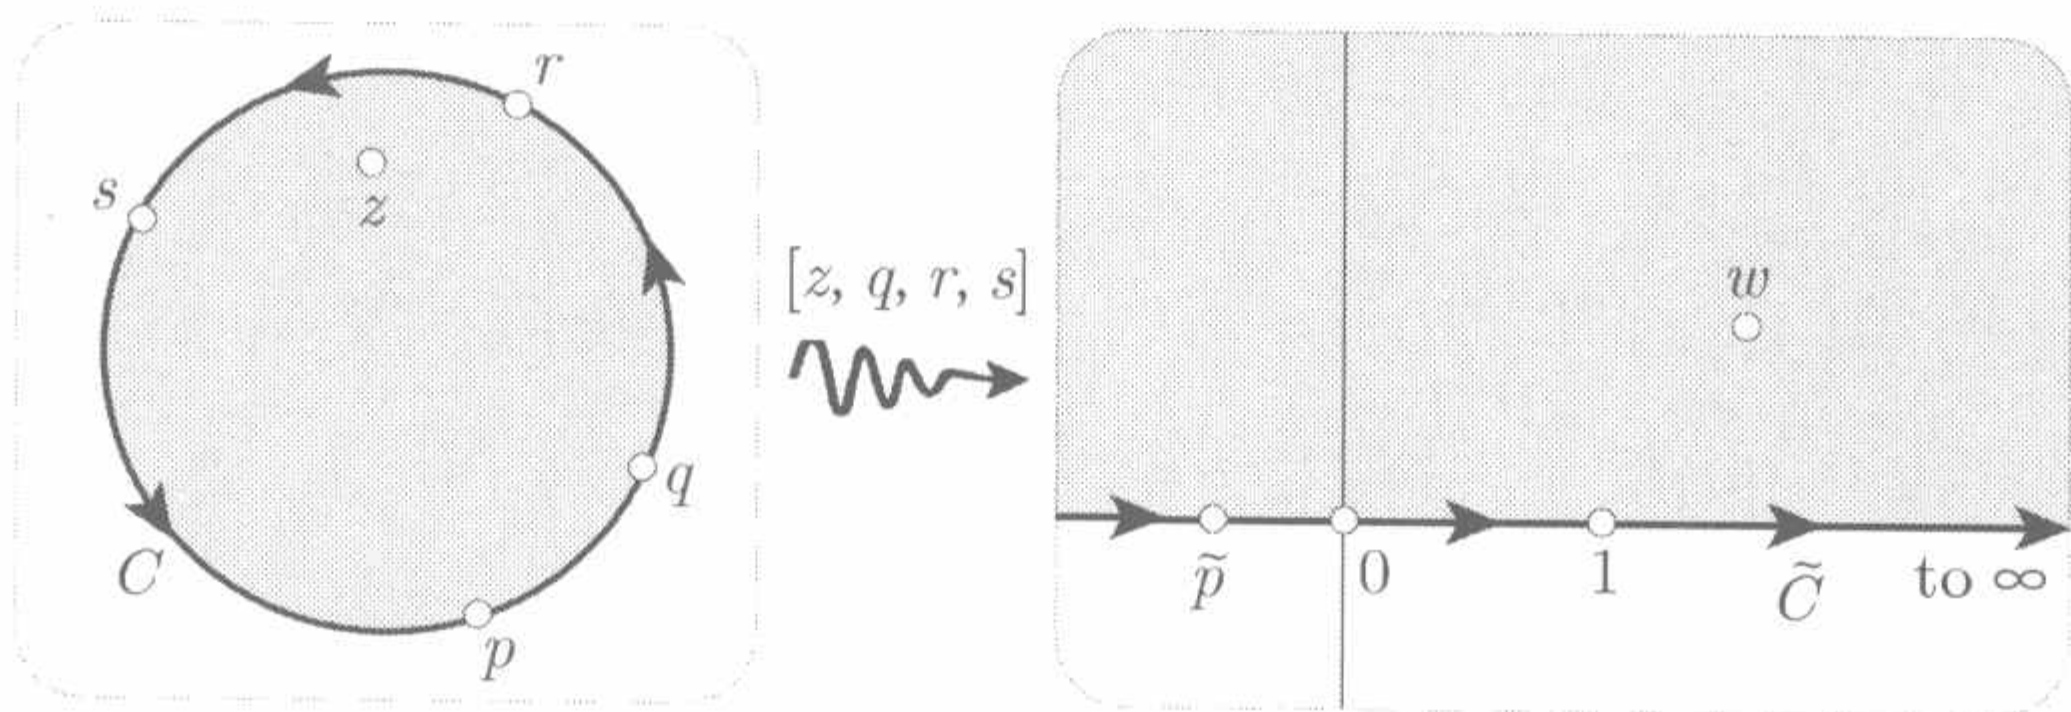 r
s
z
[z, q, r, s]
w
q
C
p
p̃
0
1
C̃
to ∞